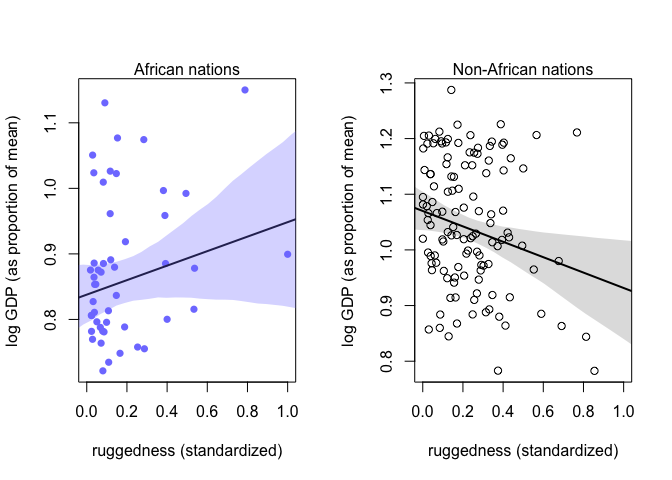 African nations
log GDP (as proportion of mean)
1.1
1.0
0.9
0.8
0.0 0.2 0.4 0.6 0.8 1.0
ruggedness (standardized)
Non-African nations
log GDP (as proportion of mean)
1.3
1.2
1.1
1.0
0.9
0.8
0.0 0.2 0.4 0.6 0.8 1.0
ruggedness (standardized)